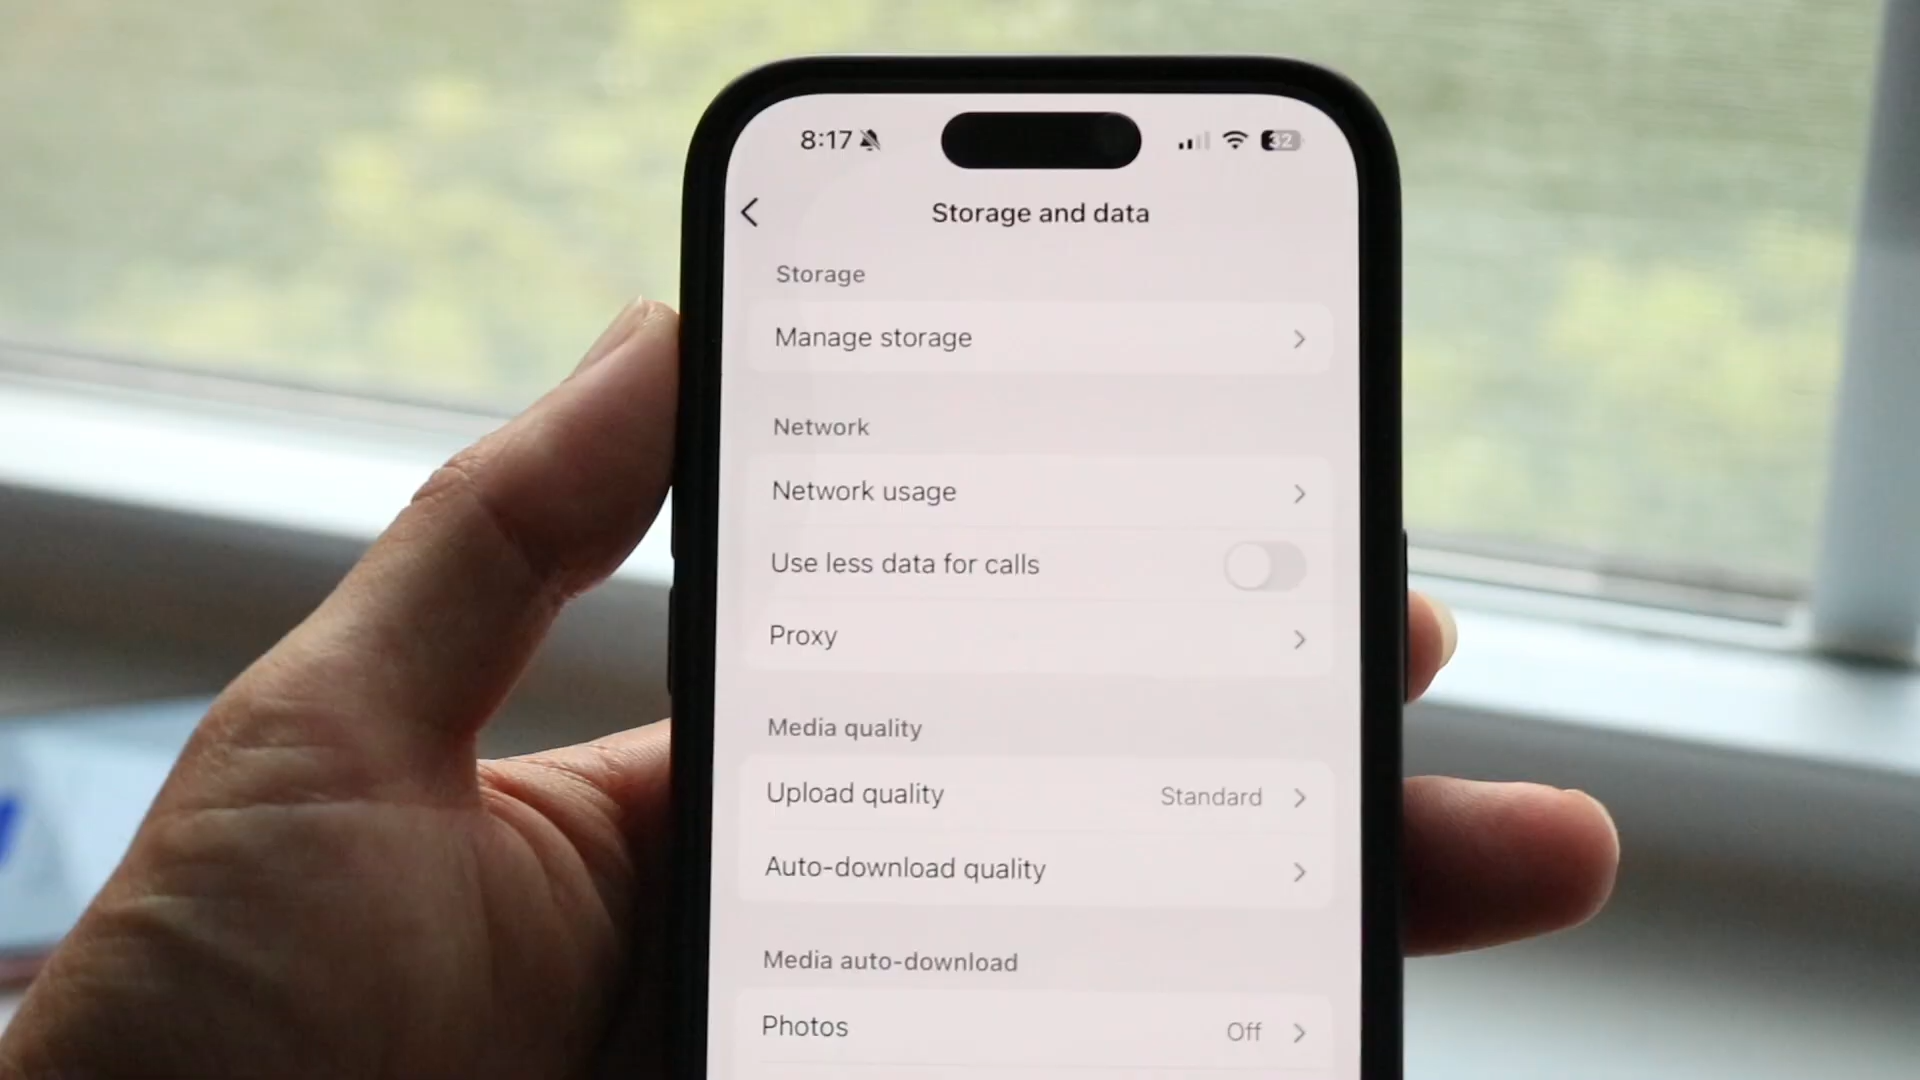 8:17
32
Storage and data
Storage
Manage storage
Network
Network usage
Use less data for calls
Proxy
Media quality
Upload quality Standard
Auto-download quality
Media auto-download
Photos Off